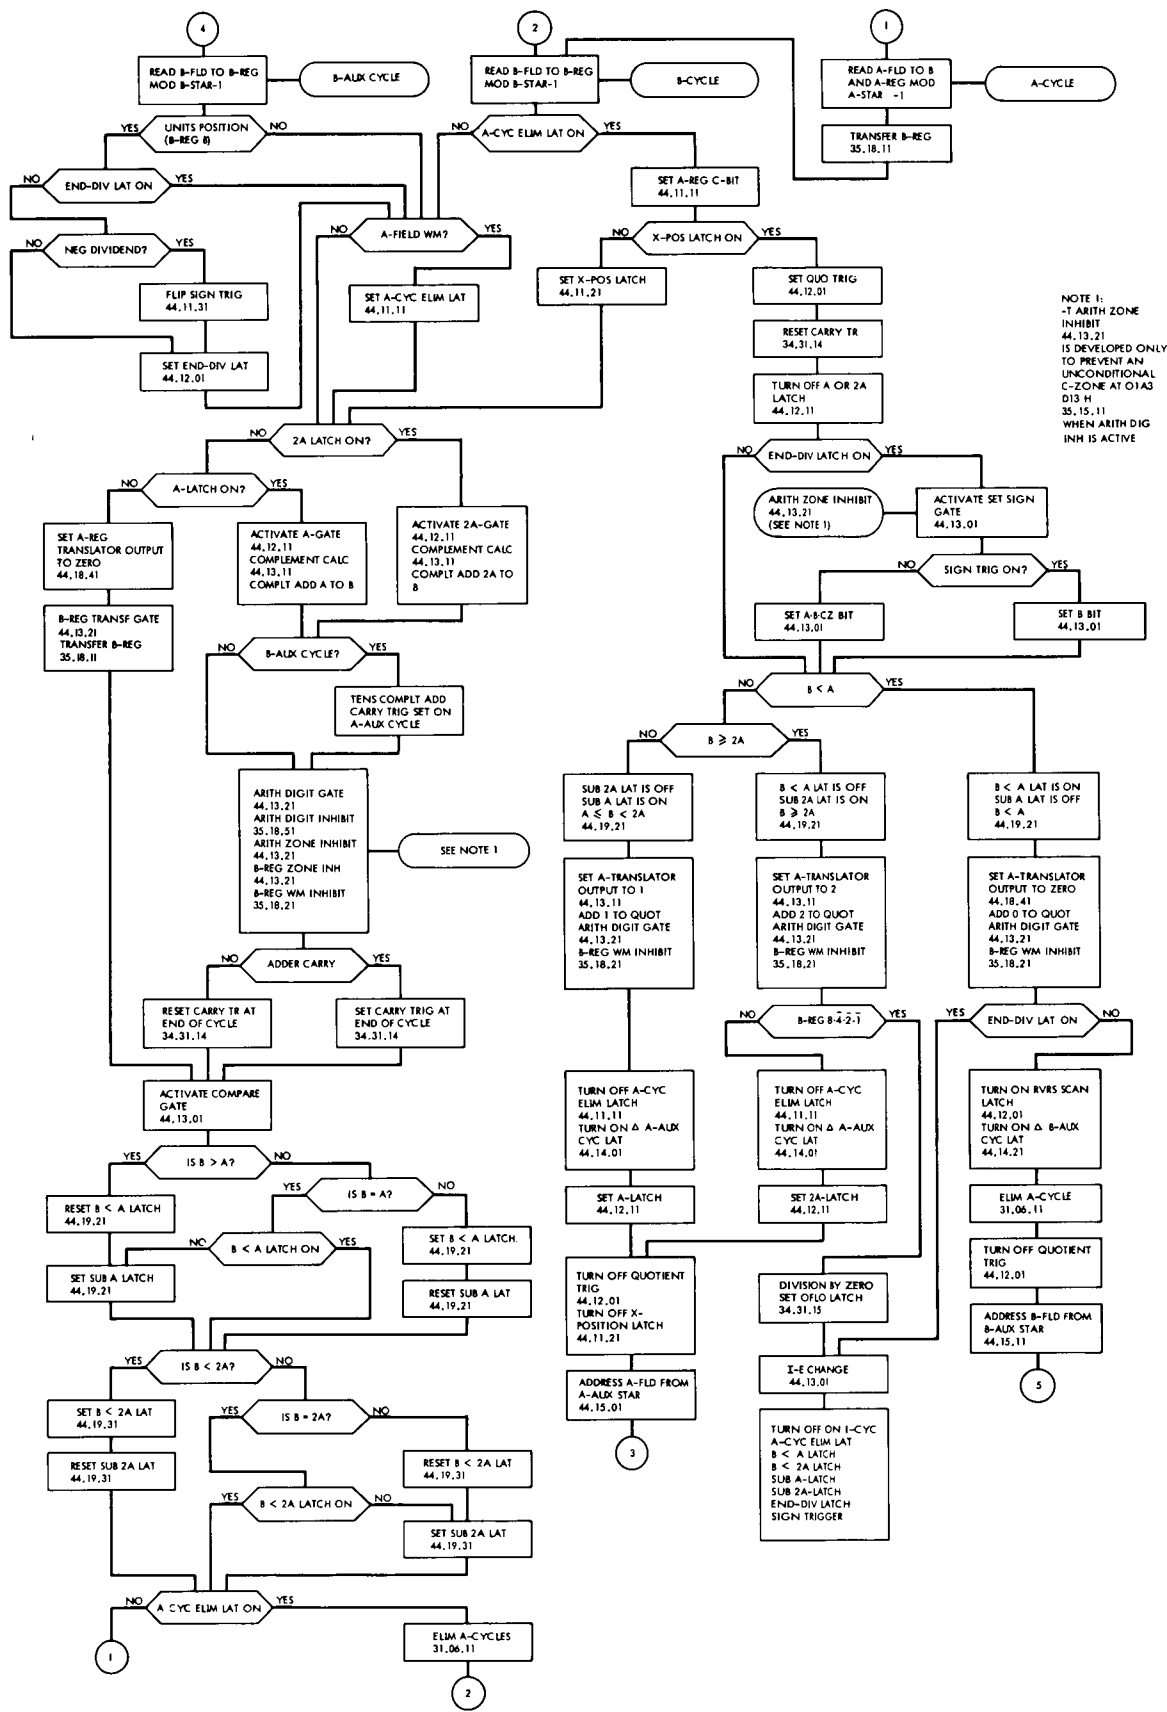 4
READ B-FLD TO B-REG
MOD B-STAR-1
B-AUX CYCLE
YES
UNITS POSITION
(B-REG B)
NO
NO
END-DIV LAT ON
YES
NO
NEG DIVIDEND?
YES
FLIP SIGN TRIG
44.11.31
SET END-DIV LAT
44.12.01
2
READ B-FLD TO B-REG
MOD B-STAR-1
B-CYCLE
NO
A-CYC ELIM LAT ON
YES
1
READ A-FLD TO B
AND A-REG MOD
A-STAR -1
A-CYCLE
TRANSFER B-REG
35.18.11
SET A-REG C-BIT
44.11.11
NO
A-FIELD WM?
YES
SET A-CYC ELIM LAT
44.11.11
NO
X-POS LATCH ON
YES
SET X-POS LATCH
44.11.21
SET QUO TRIG
44.12.01
RESET CARRY TR
34.31.14
TURN OFF A OR 2A
LATCH
44.12.11
NOTE 1:
-T ARITH ZONE
INHIBIT
44.13.21
IS DEVELOPED ONLY
TO PREVENT AN
UNCONDITIONAL
C-ZONE AT 01A3
D13 H
35.15.11
WHEN ARITH DIG
INH IS ACTIVE
NO
2A LATCH ON?
YES
NO
A-LATCH ON?
YES
SET A-REG
TRANSLATOR OUTPUT
TO ZERO
44.18.41
B-REG TRANSF GATE
44.13.21
TRANSFER B-REG
35.18.11
ACTIVATE A-GATE
44.12.11
COMPLEMENT CALC
44.13.11
COMPLT ADD A TO B
ACTIVATE 2A-GATE
44.12.11
COMPLEMENT CALC
44.13.11
COMPLT ADD 2A TO
B
NO
B-AUX CYCLE?
YES
TENS COMPLT ADD
CARRY TRIG SET ON
A-AUX CYCLE
ARITH DIGIT GATE
44.13.21
ARITH DIGIT INHIBIT
35.18.51
ARITH ZONE INHIBIT
44.13.21
B-REG ZONE INH
44.13.21
B-REG WM INHIBIT
35.18.21
SEE NOTE 1
NO
ADDER CARRY
YES
RESET CARRY TR AT
END OF CYCLE
34.31.14
SET CARRY TRIG AT
END OF CYCLE
34.31.14
ACTIVATE COMPARE
GATE
44.13.01
YES
IS B > A?
NO
RESET B < A LATCH
44.19.21
YES
IS B = A?
NO
NO
B < A LATCH ON
YES
SET B < A LATCH
44.19.21
SET SUB A LATCH
44.19.21
RESET SUB A LAT
44.19.21
YES
IS B < 2A?
NO
SET B < 2A LAT
44.19.31
RESET SUB 2A LAT
44.19.31
YES
IS B = 2A?
NO
RESET B < 2A LAT
44.19.31
YES
B < 2A LATCH ON
NO
SET SUB 2A LAT
44.19.31
NO
A CYC ELIM LAT ON
YES
1
ELIM A-CYCLES
31.06.11
2
NO
END-DIV LATCH ON
YES
ARITH ZONE INHIBIT
44.13.21
(SEE NOTE 1)
ACTIVATE SET SIGN
GATE
44.13.01
NO
SIGN TRIG ON?
YES
SET A-B-CZ BIT
44.13.01
SET B BIT
44.13.01
NO
B < A
YES
NO
B ⩾ 2A
YES
SUB 2A LAT IS OFF
SUB A LAT IS ON
A ⩽ B < 2A
44.19.21
B < A LAT IS OFF
SUB 2A LAT IS ON
B ⩾ 2A
44.19.21
B < A LAT IS ON
SUB A LAT IS OFF
B < A
44.19.21
SET A-TRANSLATOR
OUTPUT TO 1
44.13.11
ADD 1 TO QUOT
ARITH DIGIT GATE
44.13.21
B-REG WM INHIBIT
35.18.21
SET A-TRANSLATOR
OUTPUT TO 2
44.13.11
ADD 2 TO QUOT
ARITH DIGIT GATE
44.13.21
B-REG WM INHIBIT
35.18.21
SET A-TRANSLATOR
OUTPUT TO ZERO
44.18.41
ADD 0 TO QUOT
ARITH DIGIT GATE
44.13.21
B-REG WM INHIBIT
35.18.21
NO
B-REG 8·4̄·2̄·1̄
YES
YES
END-DIV LAT ON
NO
TURN OFF A-CYC
ELIM LATCH
44.11.11
TURN ON Δ A-AUX
CYC LAT
44.14.01
TURN OFF A-CYC
ELIM LATCH
44.11.11
TURN ON Δ A-AUX
CYC LAT
44.14.01
TURN ON RVRS SCAN
LATCH
44.12.01
TURN ON Δ B-AUX
CYC LAT
44.14.21
SET A-LATCH
44.12.11
SET 2A-LATCH
44.12.11
ELIM A-CYCLE
31.06.11
TURN OFF QUOTIENT
TRIG
44.12.01
TURN OFF X-
POSITION LATCH
44.11.21
DIVISION BY ZERO
SET OFLO LATCH
34.31.15
TURN OFF QUOTIENT
TRIG
44.12.01
ADDRESS B-FLD FROM
B-AUX STAR
44.15.11
5
ADDRESS A-FLD FROM
A-AUX STAR
44.15.01
3
I-E CHANGE
44.13.01
TURN OFF ON I-CYC
A-CYC ELIM LAT
B < A LATCH
B < 2A LATCH
SUB A-LATCH
SUB 2A-LATCH
END-DIV LATCH
SIGN TRIGGER